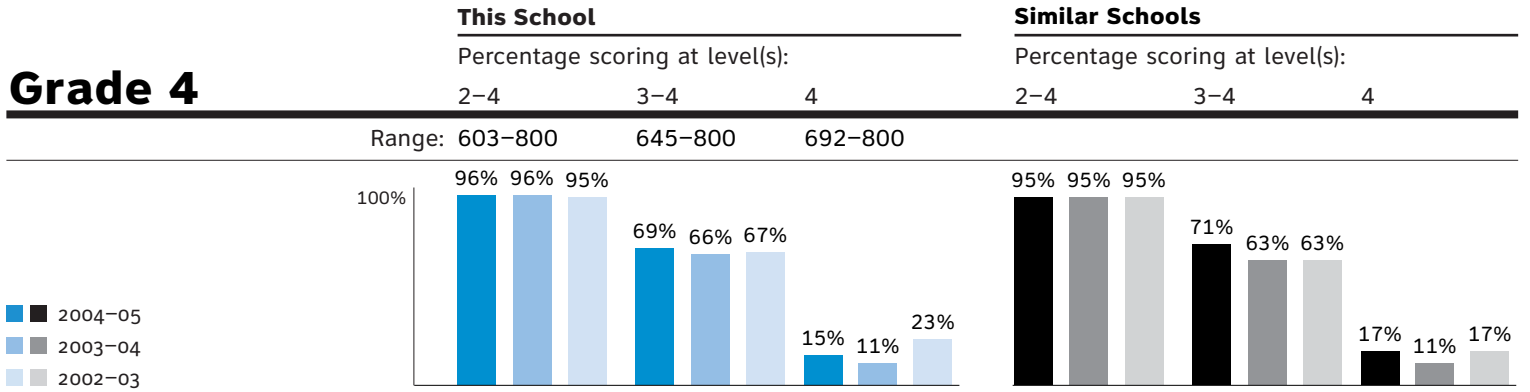 This School Similar Schools
Percentage scoring at level(s): Percentage scoring at level(s):
Grade 4 2–4 3–4 4 2–4 3–4 4
Range: 603–800 645–800 692–800
96% 96% 95% 95% 95% 95%
100%
69% 66% 67% 71% 63% 63%
15% 11% 23% 17% 11% 17%
2004–05
2003–04
2002–03